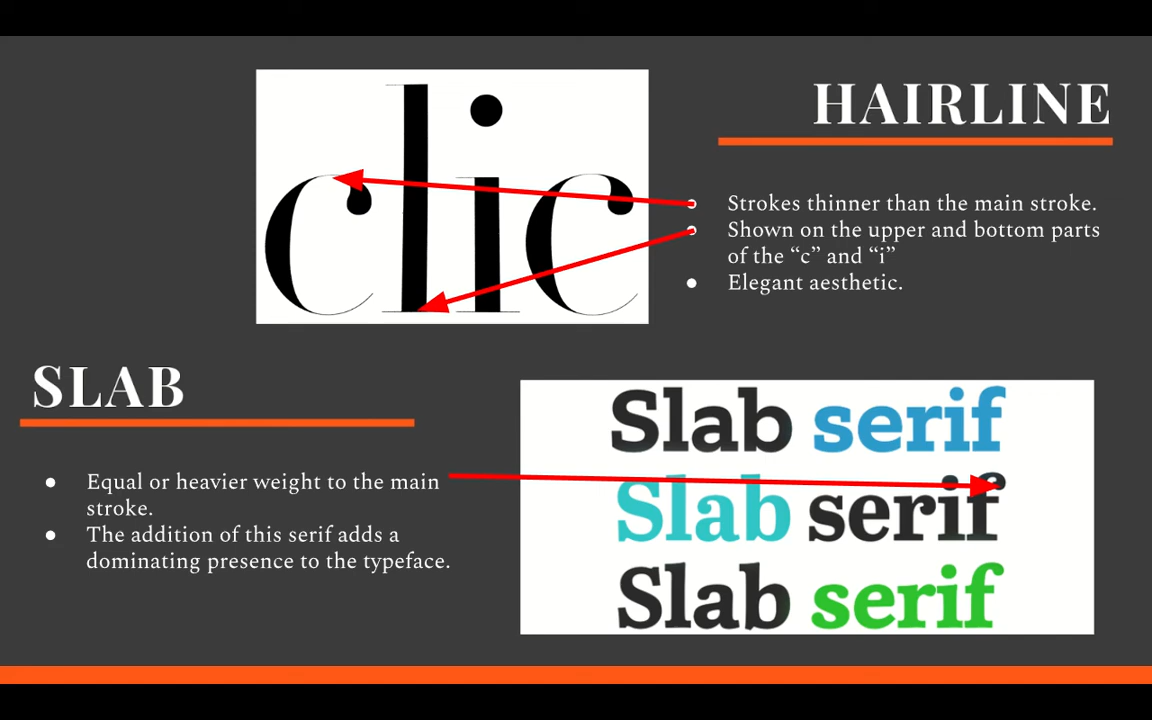 clic
HAIRLINE
Strokes thinner than the main stroke.
Shown on the upper and bottom parts
of the “c” and “i”
Elegant aesthetic.
SLAB
Equal or heavier weight to the main
stroke.
The addition of this serif adds a
dominating presence to the typeface.
Slab serif
Slab serif
Slab serif